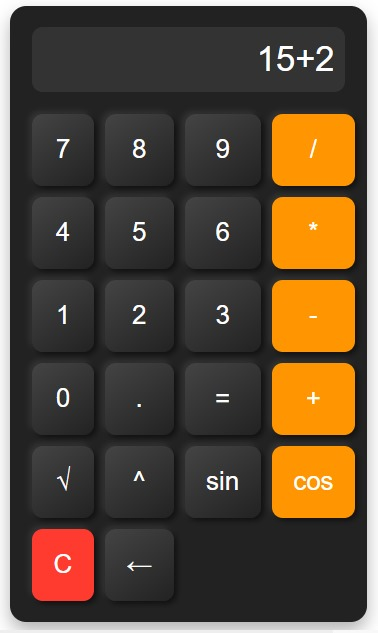 15+2
7 8 9 /
4 5 6 *
1 2 3 -
0 . = +
√ ^ sin cos
C ←